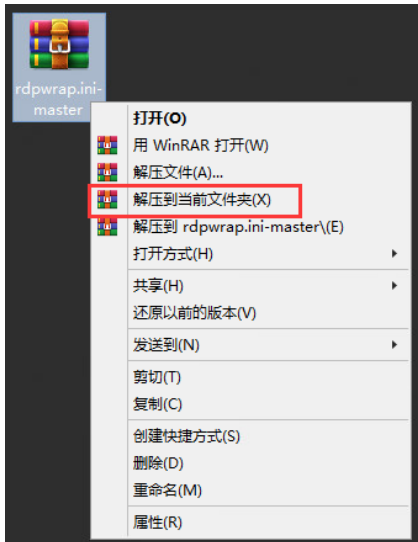 rdpwrap.ini-
master
打开(O)
用 WinRAR 打开(W)
解压文件(A)...
解压到当前文件夹(X)
解压到 rdpwrap.ini-master\(E)
打开方式(H)
共享(H)
还原以前的版本(V)
发送到(N)
剪切(T)
复制(C)
创建快捷方式(S)
删除(D)
重命名(M)
属性(R)